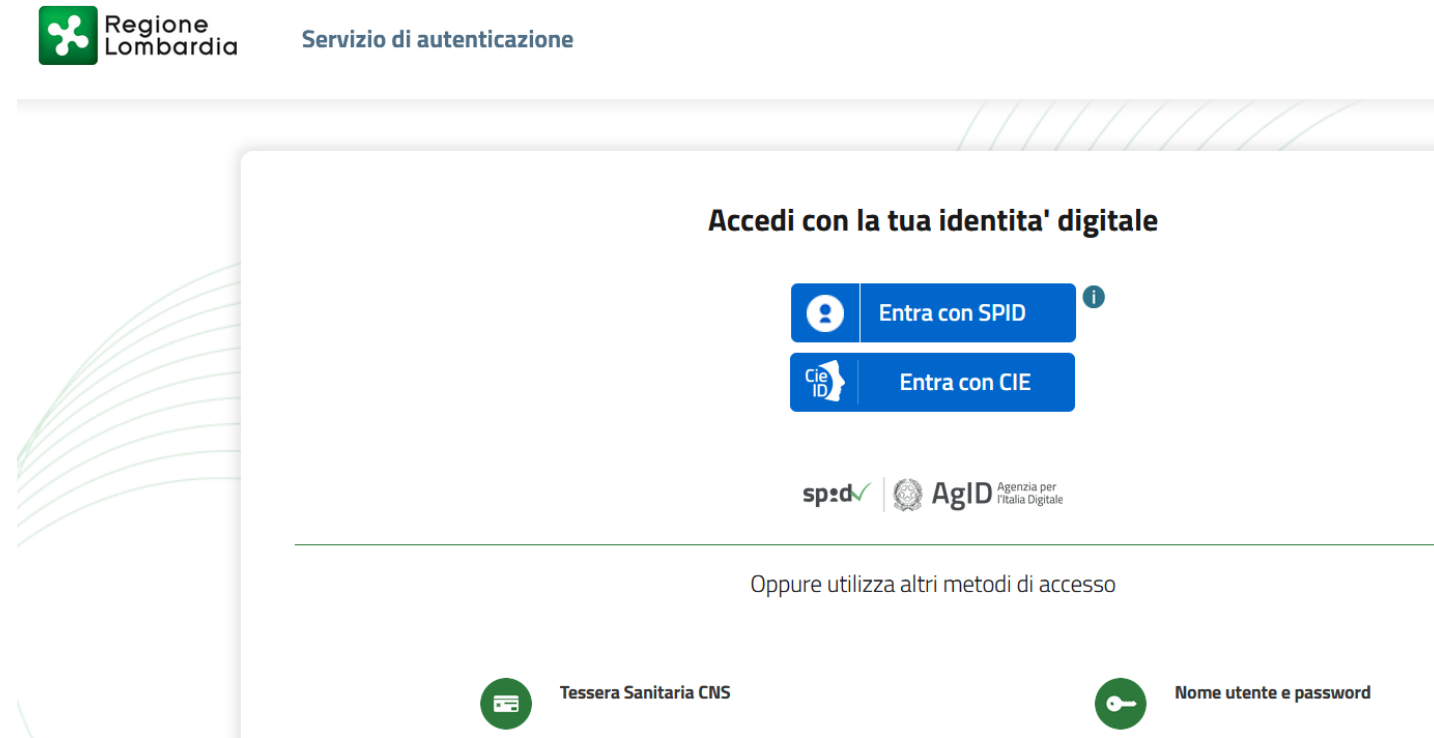 Regione
Lombardia
Servizio di autenticazione
Accedi con la tua identita' digitale
Entra con SPID
i
Cie
ID
Entra con CIE
spid
AgID
Agenzia per
l'Italia Digitale
Oppure utilizza altri metodi di accesso
Tessera Sanitaria CNS
Nome utente e password